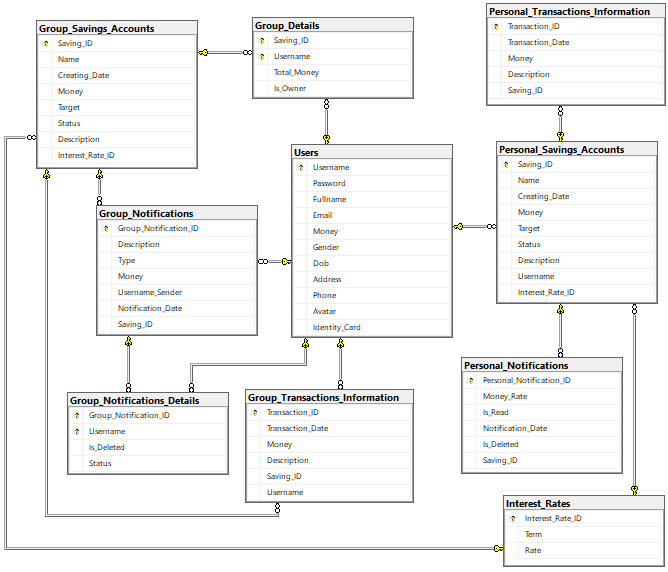 Group_Savings_Accounts
Saving_ID
Name
Creating_Date
Money
Target
Status
Description
Interest_Rate_ID
Group_Details
Saving_ID
Username
Total_Money
Is_Owner
Personal_Transactions_Information
Transaction_ID
Transaction_Date
Money
Description
Saving_ID
Users
Username
Password
Fullname
Email
Money
Gender
Dob
Address
Phone
Avatar
Identity_Card
Personal_Savings_Accounts
Saving_ID
Name
Creating_Date
Money
Target
Status
Description
Username
Interest_Rate_ID
Group_Notifications
Group_Notification_ID
Description
Type
Money
Username_Sender
Notification_Date
Saving_ID
Personal_Notifications
Personal_Notification_ID
Money_Rate
Is_Read
Notification_Date
Is_Deleted
Saving_ID
Group_Notifications_Details
Group_Notification_ID
Username
Is_Deleted
Status
Group_Transactions_Information
Transaction_ID
Transaction_Date
Money
Description
Saving_ID
Username
Interest_Rates
Interest_Rate_ID
Term
Rate